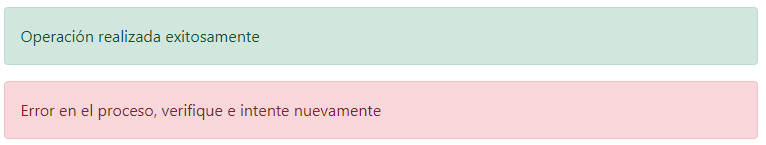 Operación realizada exitosamente
Error en el proceso, verifique e intente nuevamente